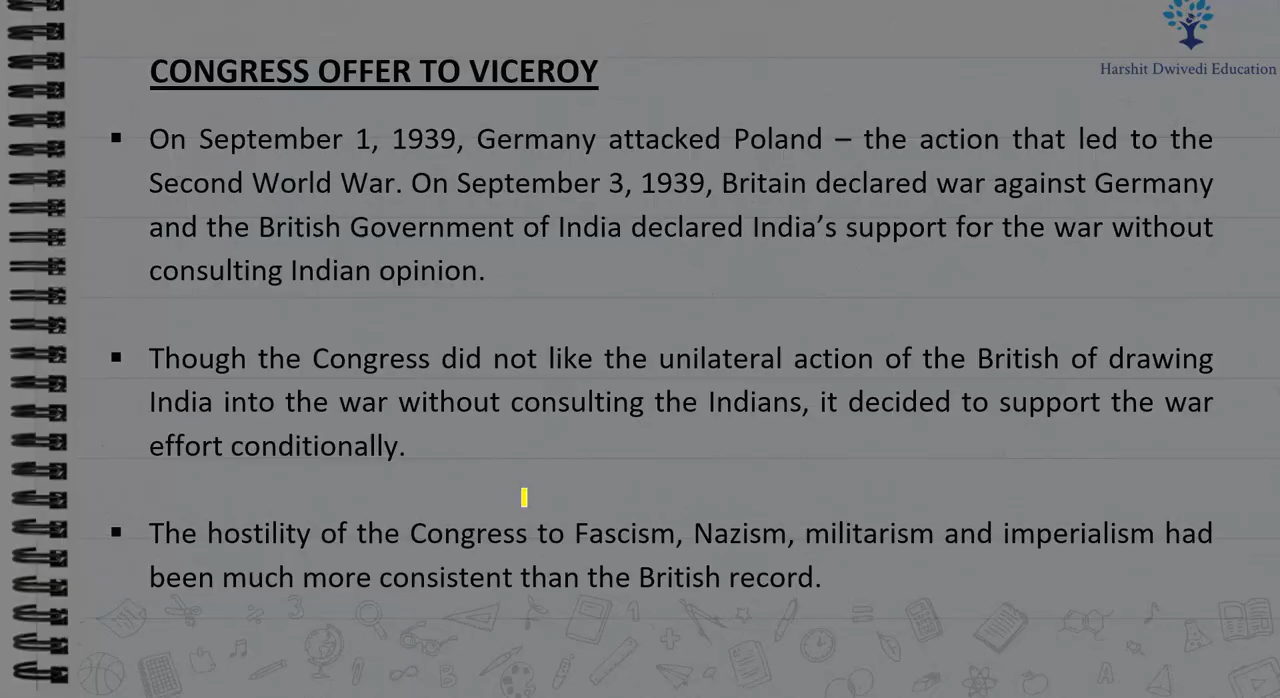 Harshit Dwivedi Education
CONGRESS OFFER TO VICEROY
▪ On September 1, 1939, Germany attacked Poland – the action that led to the
Second World War. On September 3, 1939, Britain declared war against Germany
and the British Government of India declared India’s support for the war without
consulting Indian opinion.
▪ Though the Congress did not like the unilateral action of the British of drawing
India into the war without consulting the Indians, it decided to support the war
effort conditionally.
▪ The hostility of the Congress to Fascism, Nazism, militarism and imperialism had
been much more consistent than the British record.